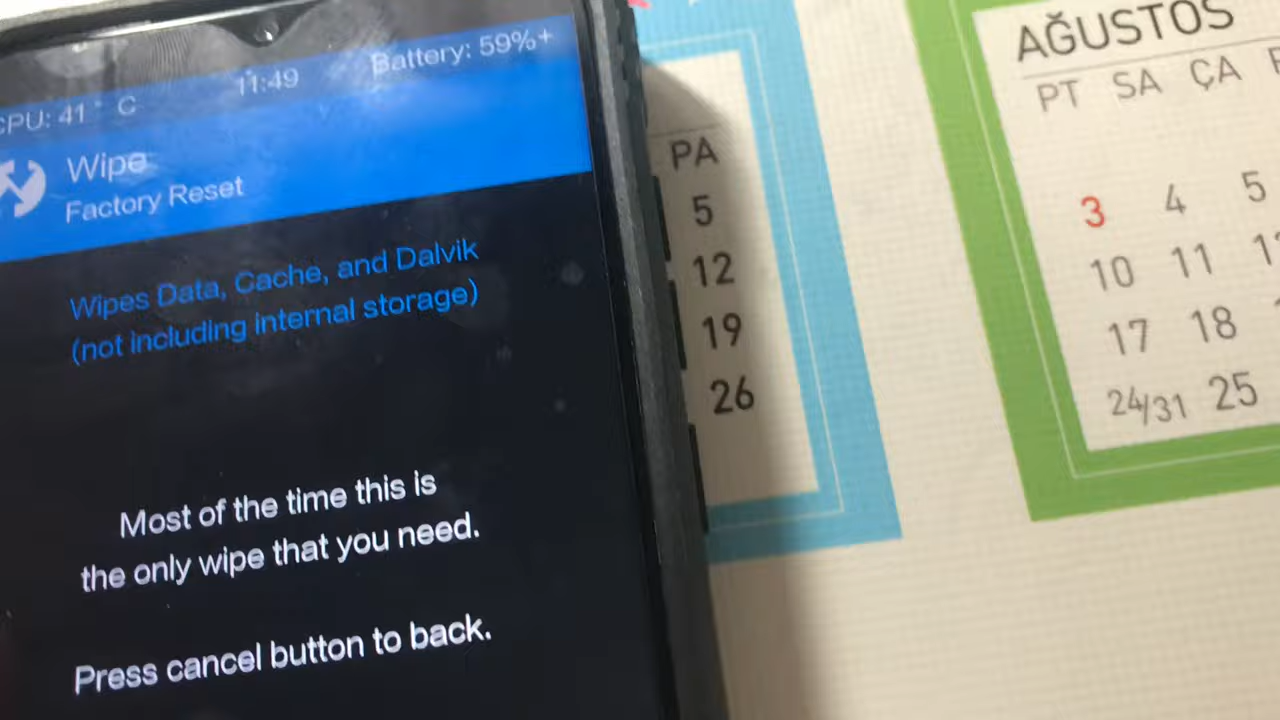 CPU: 41 ° C
11:49
Battery: 59%+
Wipe
Factory Reset
Wipes Data, Cache, and Dalvik
(not including internal storage)
Most of the time this is
the only wipe that you need.
Press cancel button to back.
PA
5
12
19
26
AĞUSTOS
PT SA ÇA
3 4 5
10 11
17 18
24/31 25